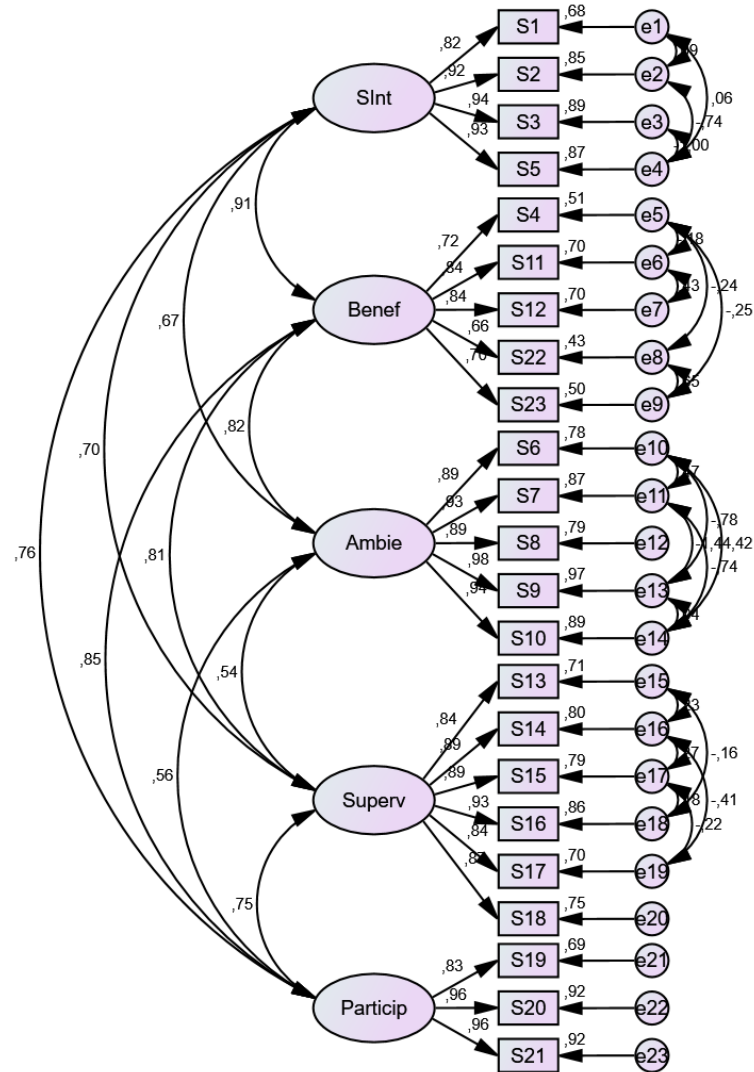 S1 ,68 e1
,82
S2 ,85 e2
,92
SInt
,06
S3 ,89 e3
,94
-,74
,93
S5 ,87 e4
S4 ,51 e5
,91
,72
S11 ,70 e6
,84
-,24
Benef
S12 ,70 e7
,84
-,25
,67
,66
S22 ,43 e8
,70
S23 ,50 e9
,82
S6 ,78 e10
,70
,89
S7 ,87 e11
,93
-,78
Ambie
S8 ,79 e12
,89
,42
,76
,81
,98
-,74
S9 ,97 e13
,94
S10 ,89 e14
,85
,54
S13 ,71 e15
,84
S14 ,80 e16
,89
-,16
,56
S15 ,79 e17
,89
Superv
-,41
,93
S16 ,86 e18
-,22
,84
S17 ,70 e19
,75
S18 ,75 e20
S19 ,69 e21
,83
Particip
,96
S20 ,92 e22
,96
S21 ,92 e23